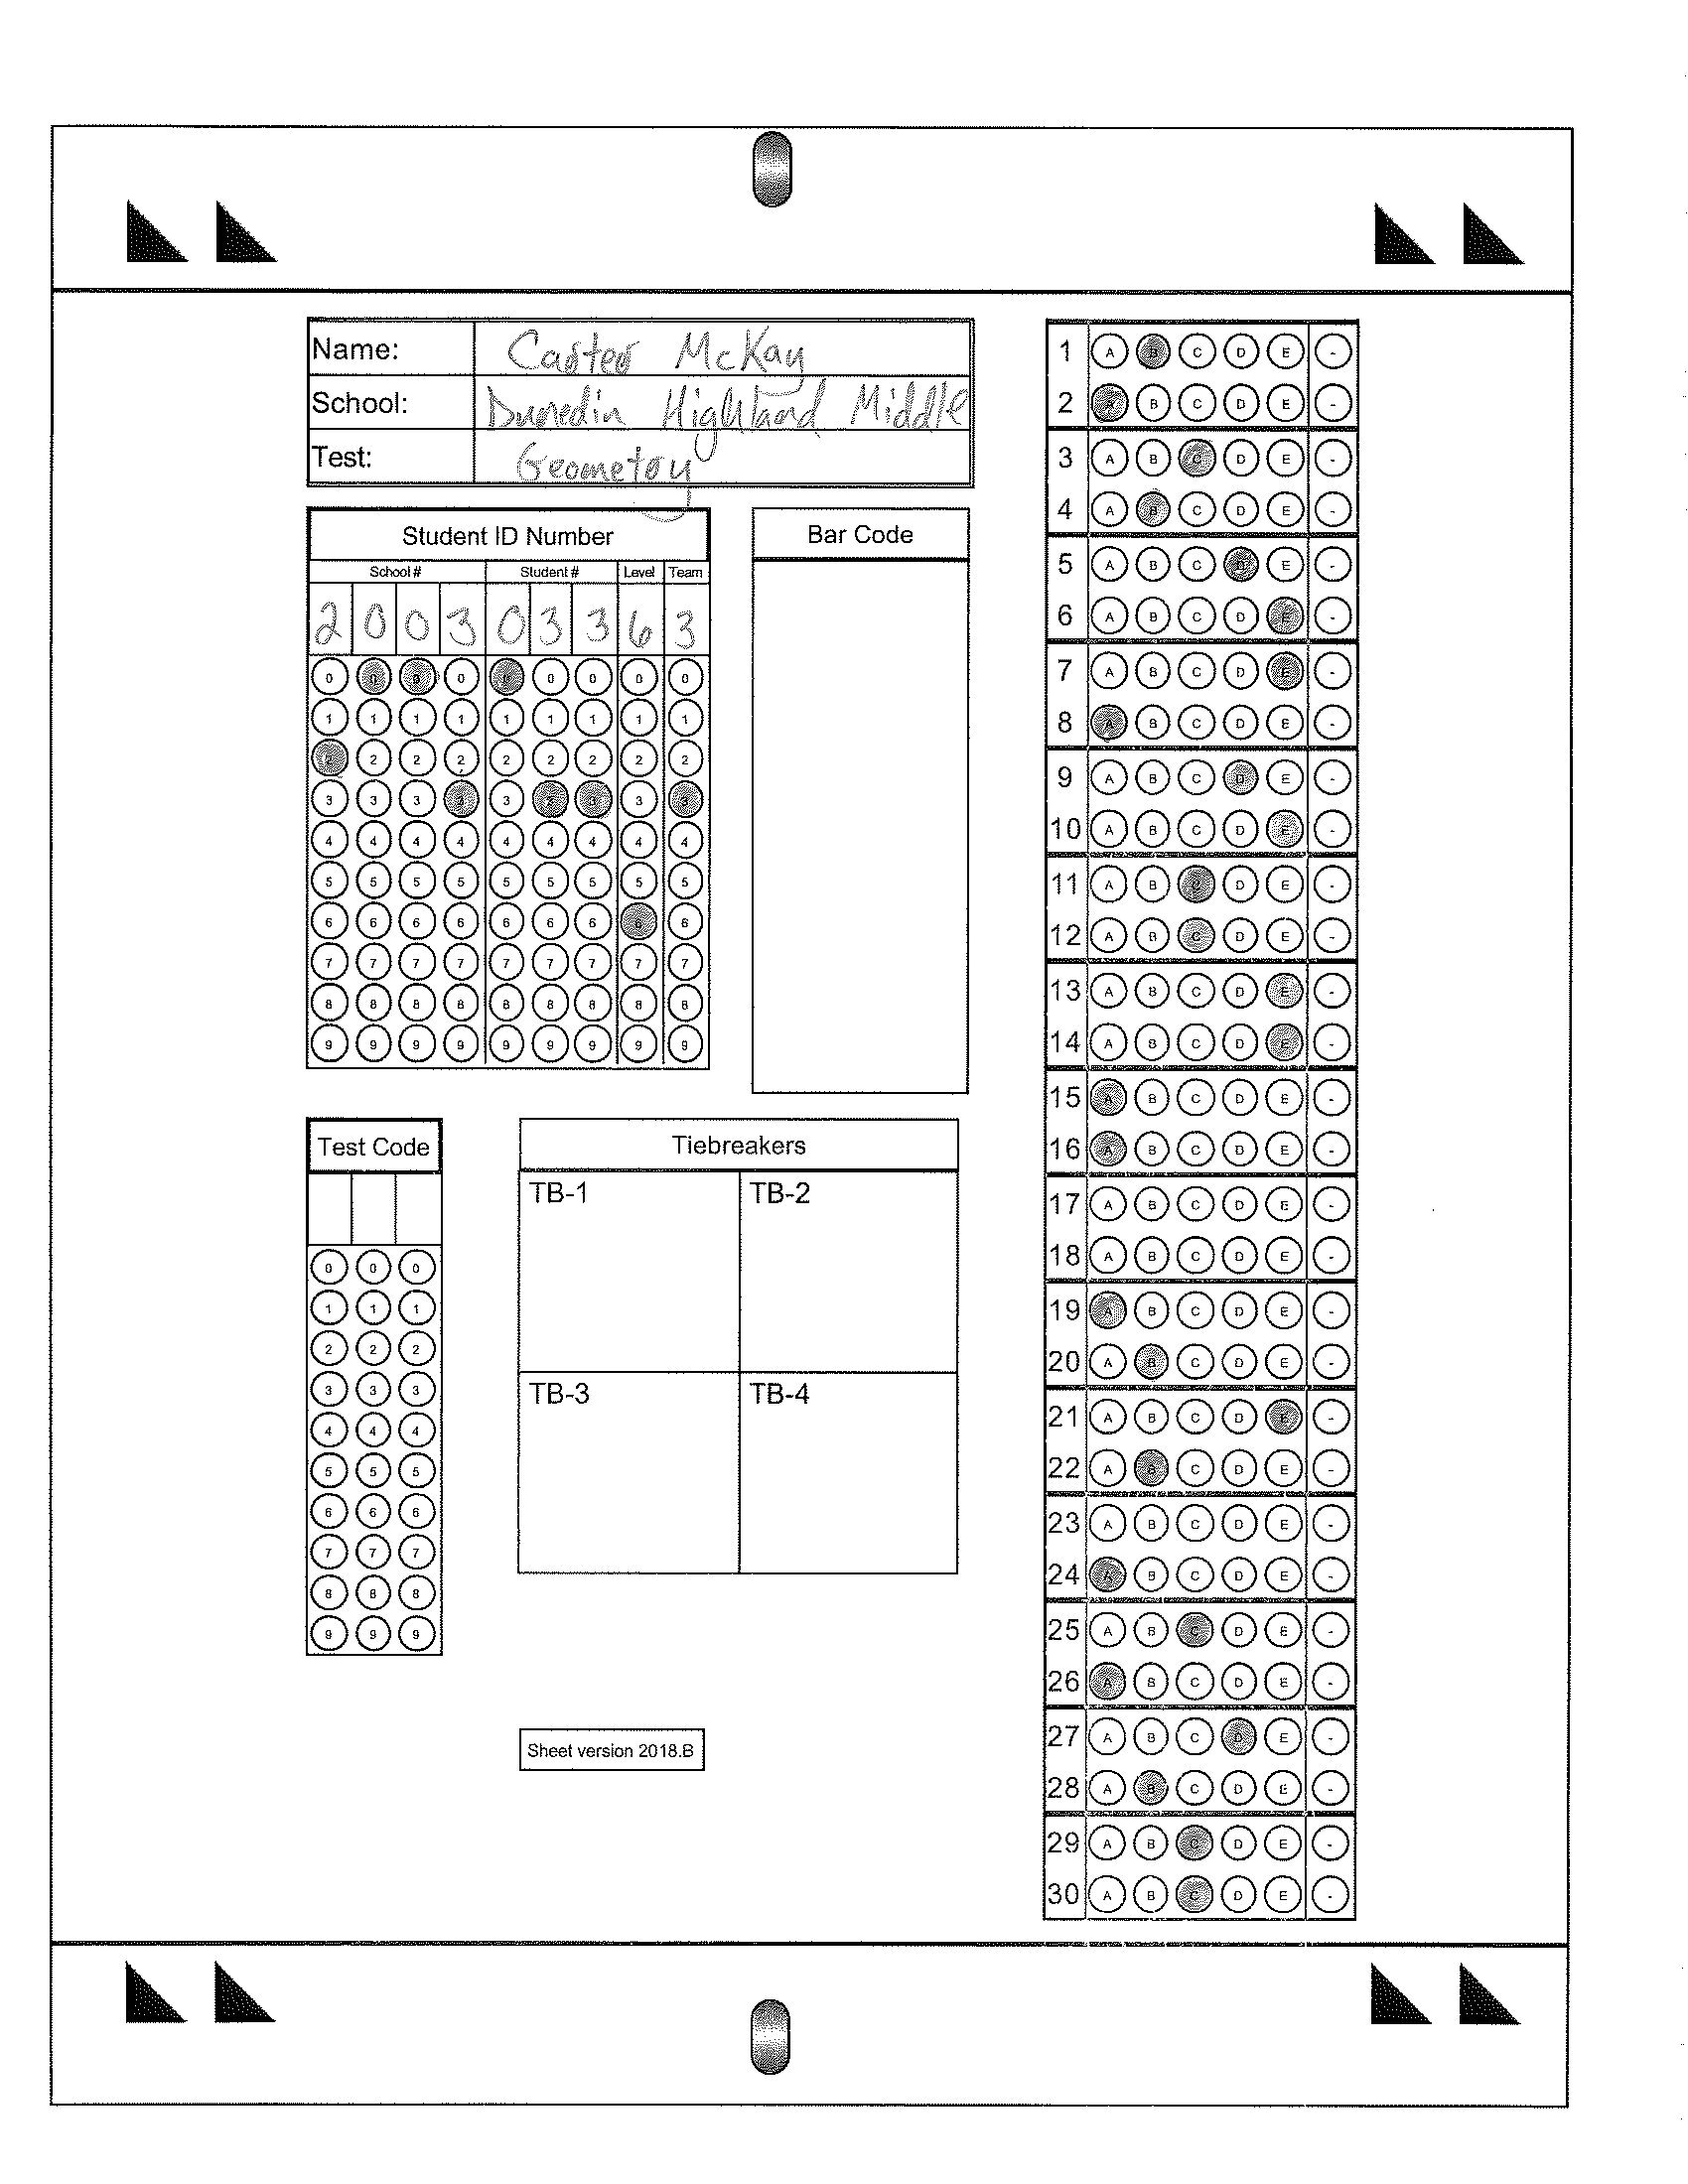 Name: Carter McKay
School: Dunedin Highland Middle
Test: Geometry
Student ID Number
School # Student # Level Team
2 0 0 3 0 3 3 6 3
0 0 0 0 0 0 0 0 0
1 1 1 1 1 1 1 1 1
2 2 2 2 2 2 2 2 2
3 3 3 3 3 3 3 3 3
4 4 4 4 4 4 4 4 4
5 5 5 5 5 5 5 5 5
6 6 6 6 6 6 6 6 6
7 7 7 7 7 7 7 7 7
8 8 8 8 8 8 8 8 8
9 9 9 9 9 9 9 9 9
Bar Code
Test Code
0 0 0
1 1 1
2 2 2
3 3 3
4 4 4
5 5 5
6 6 6
7 7 7
8 8 8
9 9 9
Tiebreakers
TB-1 TB-2
TB-3 TB-4
Sheet version 2018.B
1 A B C D E -
2 A B C D E -
3 A B C D E -
4 A B C D E -
5 A B C D E -
6 A B C D E -
7 A B C D E -
8 A B C D E -
9 A B C D E -
10 A B C D E -
11 A B C D E -
12 A B C D E -
13 A B C D E -
14 A B C D E -
15 A B C D E -
16 A B C D E -
17 A B C D E -
18 A B C D E -
19 A B C D E -
20 A B C D E -
21 A B C D E -
22 A B C D E -
23 A B C D E -
24 A B C D E -
25 A B C D E -
26 A B C D E -
27 A B C D E -
28 A B C D E -
29 A B C D E -
30 A B C D E -